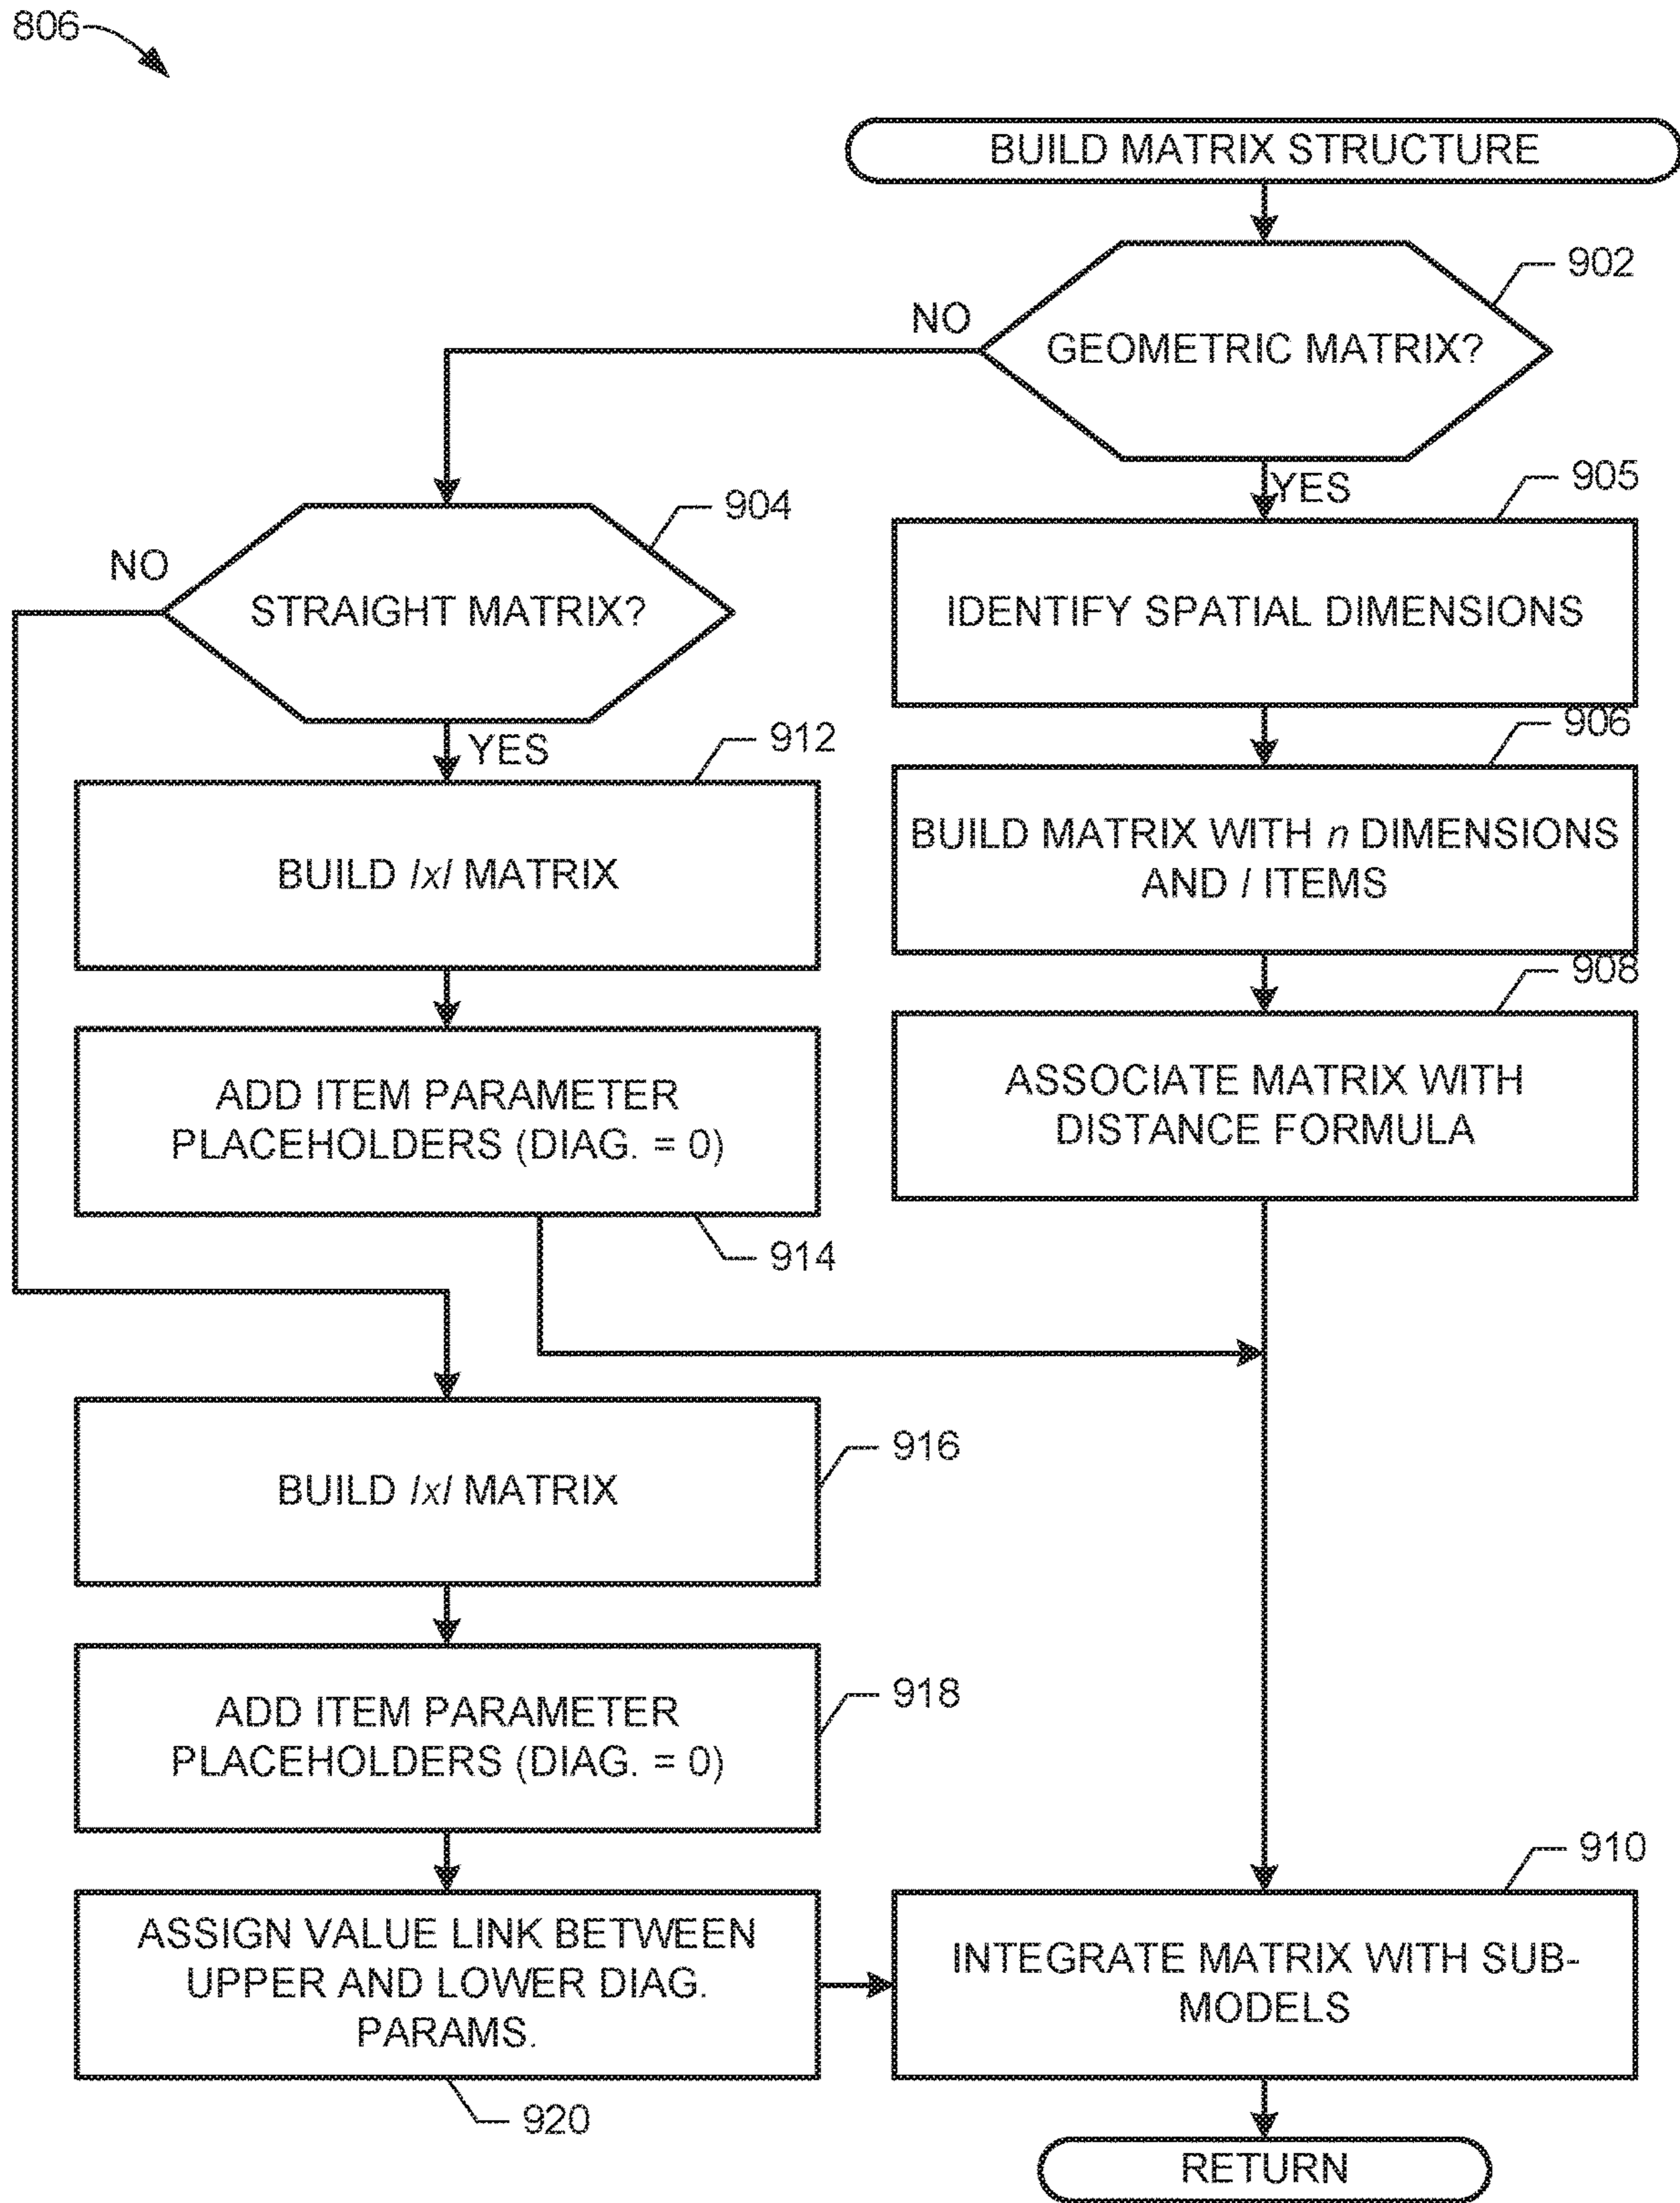 806
BUILD MATRIX STRUCTURE
902
NO
GEOMETRIC MATRIX?
YES
905
904
NO
STRAIGHT MATRIX?
IDENTIFY SPATIAL DIMENSIONS
YES
912
906
BUILD IxI MATRIX
BUILD MATRIX WITH n DIMENSIONS
AND I ITEMS
908
ADD ITEM PARAMETER
PLACEHOLDERS (DIAG. = 0)
914
ASSOCIATE MATRIX WITH
DISTANCE FORMULA
916
BUILD IxI MATRIX
918
ADD ITEM PARAMETER
PLACEHOLDERS (DIAG. = 0)
910
ASSIGN VALUE LINK BETWEEN
UPPER AND LOWER DIAG.
PARAMS.
920
INTEGRATE MATRIX WITH SUB-
MODELS
RETURN